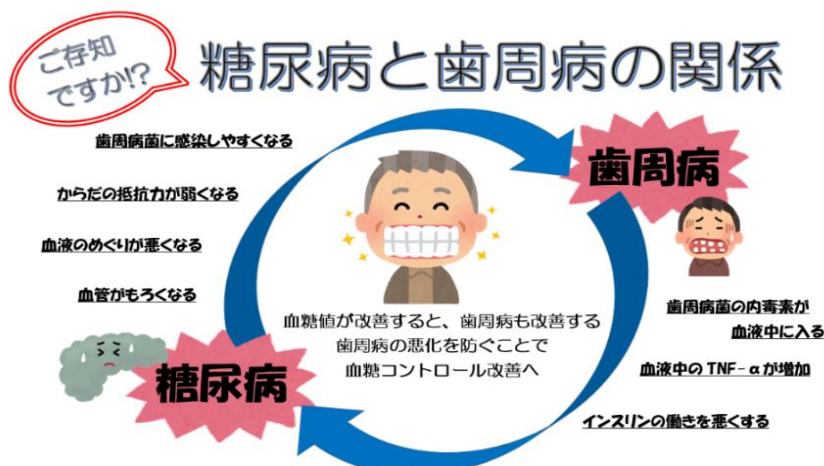 ご存知
ですか!?
糖尿病と歯周病の関係
歯周病菌に感染しやすくなる
からだの抵抗力が弱くなる
血液のめぐりが悪くなる
血管がもろくなる
糖尿病
歯周病
歯周病菌の内毒素が
血液中に入る
血液中のTNF-αが増加
インスリンの働きを悪くする
血糖値が改善すると、歯周病も改善する
歯周病の悪化を防ぐことで
血糖コントロール改善へ